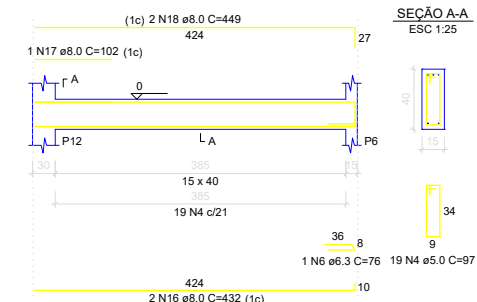 (1c) 2 N18 ø8.0 C=449
424
27
1 N17 ø8.0 C=102 (1c)
SEÇÃO A-A
ESC 1:25
A
0
A
P12
P6
30
385
15
15 x 40
385
19 N4 c/21
40
15
36
8
1 N6 ø6.3 C=76
34
9
19 N4 ø5.0 C=97
424
10
2 N16 ø8.0 C=432 (1c)